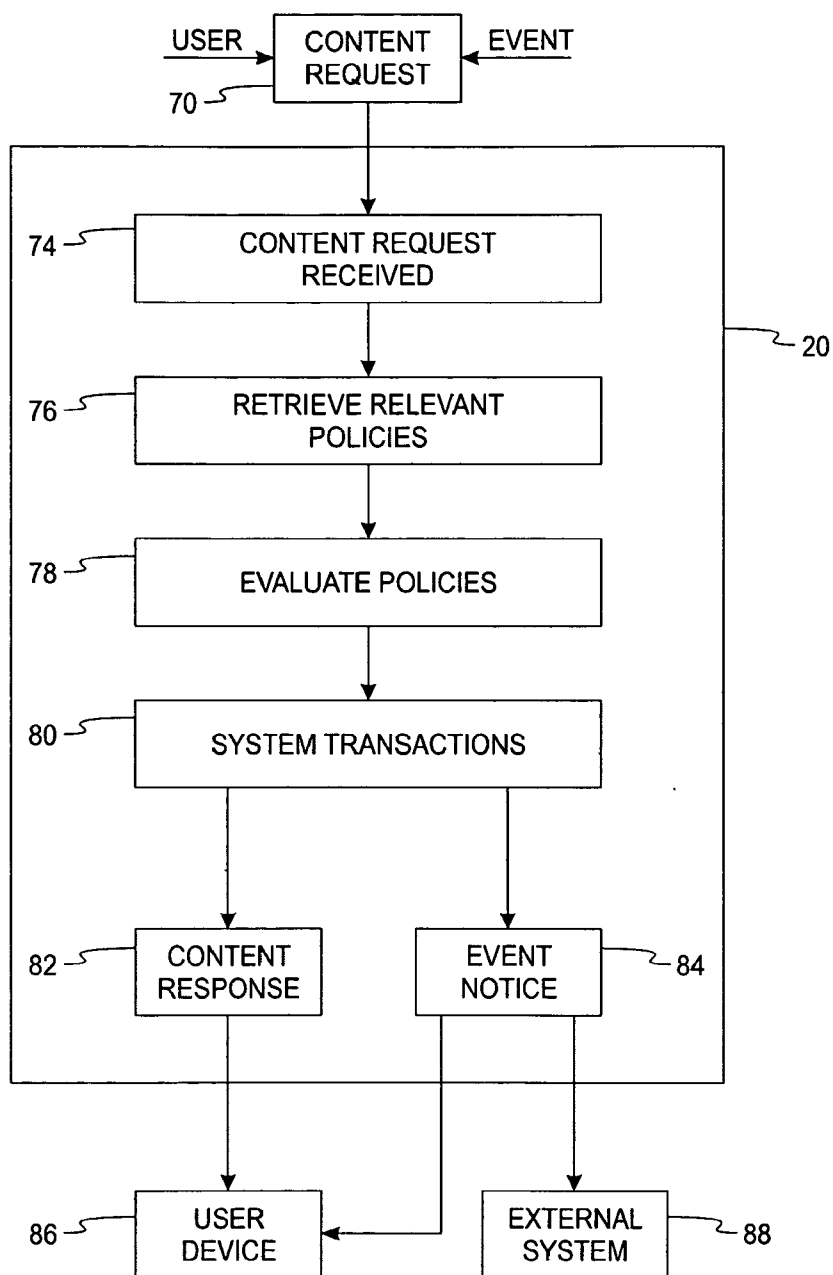 USER
CONTENT
REQUEST
EVENT
70
74
CONTENT REQUEST
RECEIVED
20
76
RETRIEVE RELEVANT
POLICIES
78
EVALUATE POLICIES
80
SYSTEM TRANSACTIONS
82
CONTENT
RESPONSE
EVENT
NOTICE
84
86
USER
DEVICE
EXTERNAL
SYSTEM
88